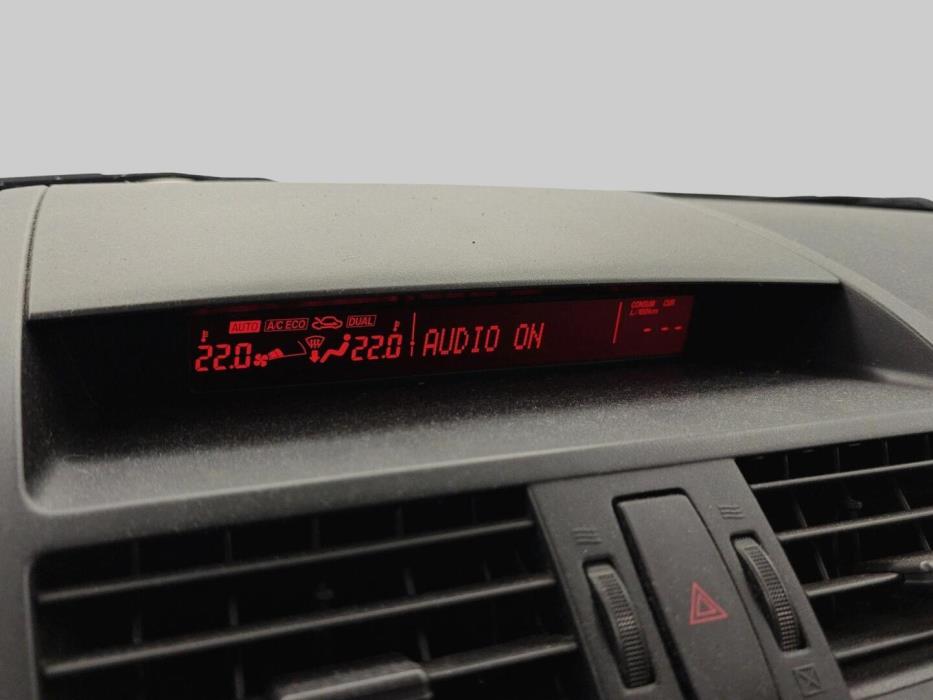 AUTO A/C ECO DUAL
22.0 22.0
AUDIO ON
CONSUM CUR
L/100km
---